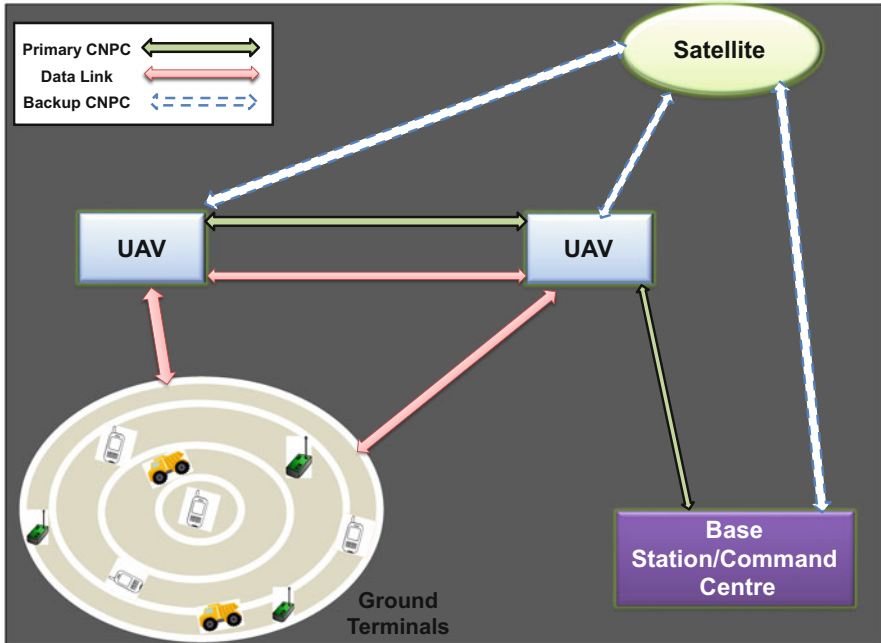 Primary CNPC
Data Link
Backup CNPC
Satellite
UAV
UAV
Base
Station/Command
Centre
Ground
Terminals